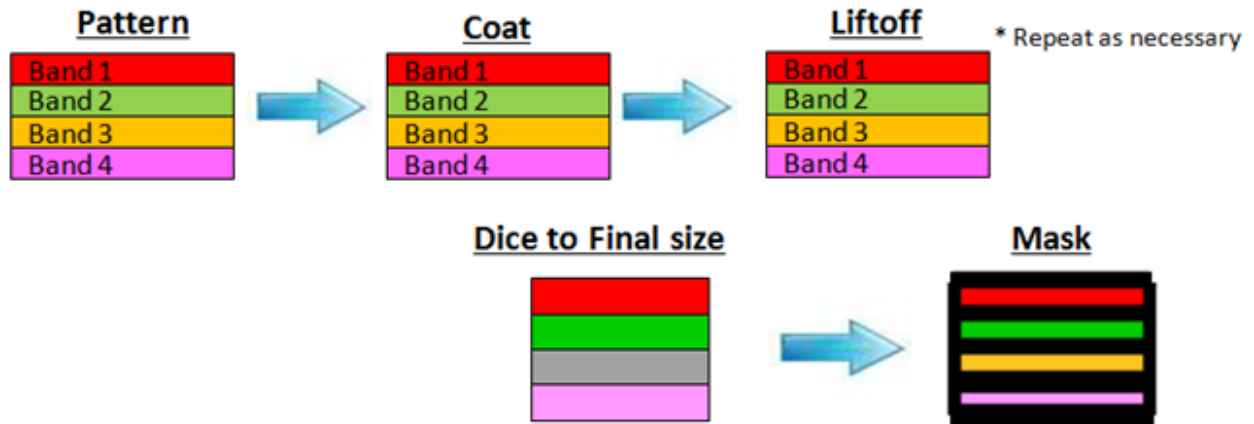 Pattern
Coat
Liftoff
* Repeat as necessary
Band 1
Band 2
Band 3
Band 4
Band 1
Band 2
Band 3
Band 4
Band 1
Band 2
Band 3
Band 4
Dice to Final size
Mask